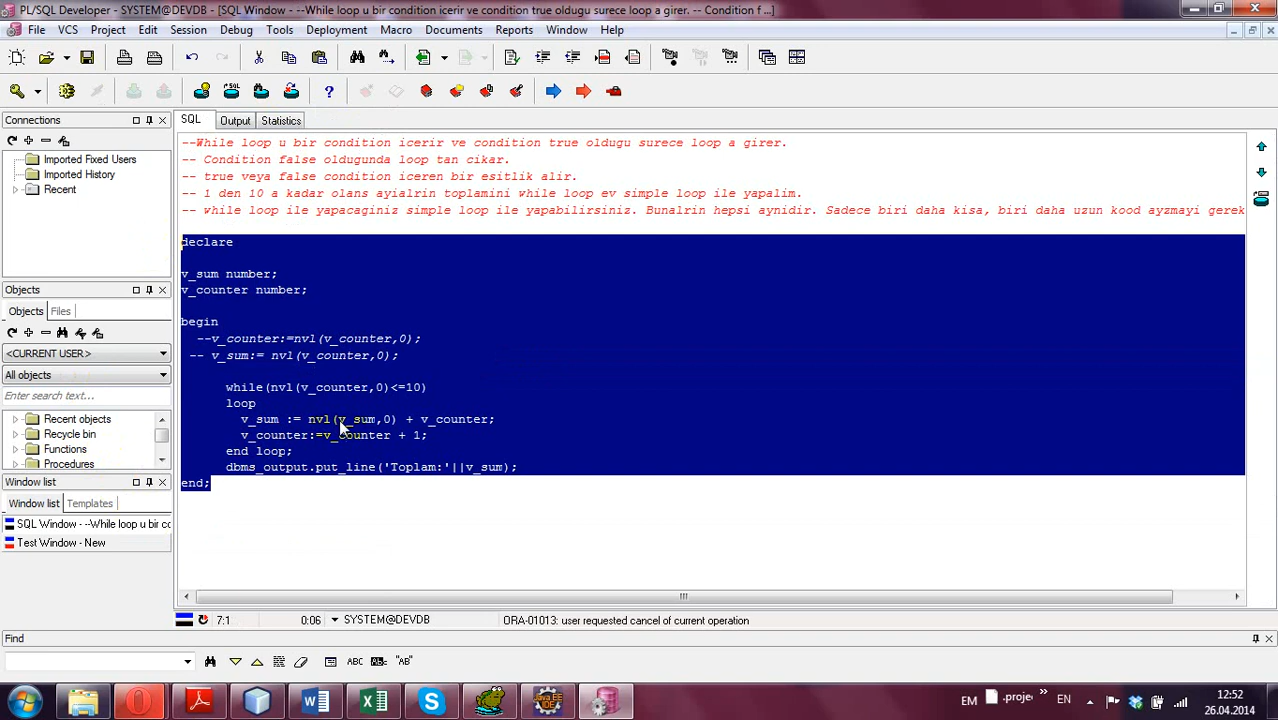 PL/SQL Developer - SYSTEM@DEVDB - [SQL Window - --While loop u bir condition icerir ve condition true oldugu surece loop a girer. -- Condition f ...]
File VCS Project Edit Session Debug Tools Deployment Macro Documents Reports Window Help
Connections
Imported Fixed Users
Imported History
Recent
Objects
Objects Files
<CURRENT USER>
All objects
Enter search text...
Recent objects
Recycle bin
Functions
Procedures
Window list
Window list Templates
SQL Window - --While loop u bir co
Test Window - New
SQL Output Statistics
--While loop u bir condition icerir ve condition true oldugu surece loop a girer.
-- Condition false oldugunda loop tan cikar.
-- true veya false condition iceren bir esitlik alir.
-- 1 den 10 a kadar olans ayialrin toplamini while loop ev simple loop ile yapalim.
-- while loop ile yapacaginiz simple loop ile yapabilirsiniz. Bunalrin hepsi aynidir. Sadece biri daha kisa, biri daha uzun kood ayzmayi gerek
declare
v_sum number;
v_counter number;
begin
--v_counter:=nvl(v_counter,0);
-- v_sum:= nvl(v_counter,0);
while(nvl(v_counter,0)<=10)
loop
v_sum := nvl(v_sum,0) + v_counter;
v_counter:=v_counter + 1;
end loop;
dbms_output.put_line('Toplam:'||v_sum);
end;
7:1 0:06 SYSTEM@DEVDB ORA-01013: user requested cancel of current operation
Find
ABC "AB"
EM .projec EN 12:52
26.04.2014